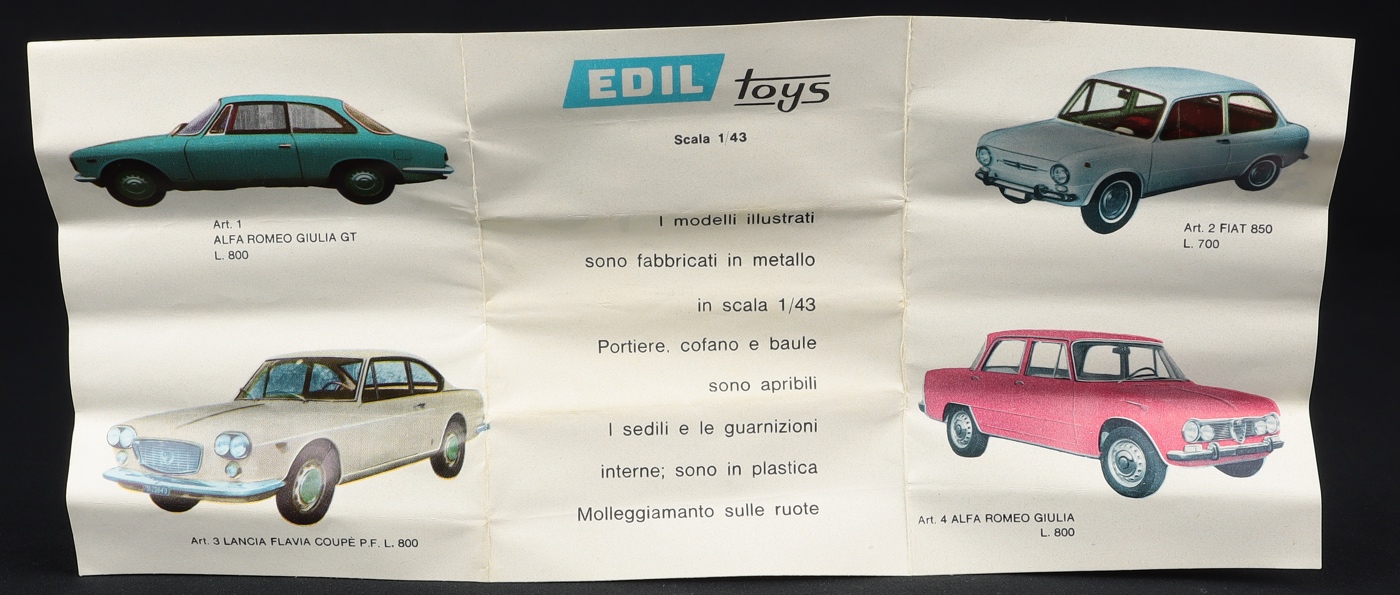 Art. 1
ALFA ROMEO GIULIA GT
L. 800
Art. 3 LANCIA FLAVIA COUPÈ P.F. L. 800
EDIL toys
Scala 1/43
I modelli illustrati
sono fabbricati in metallo
in scala 1/43
Portiere, cofano e baule
sono apribili
I sedili e le guarnizioni
interne; sono in plastica
Molleggiamanto sulle ruote
Art. 2 FIAT 850
L. 700
Art. 4 ALFA ROMEO GIULIA
L. 800